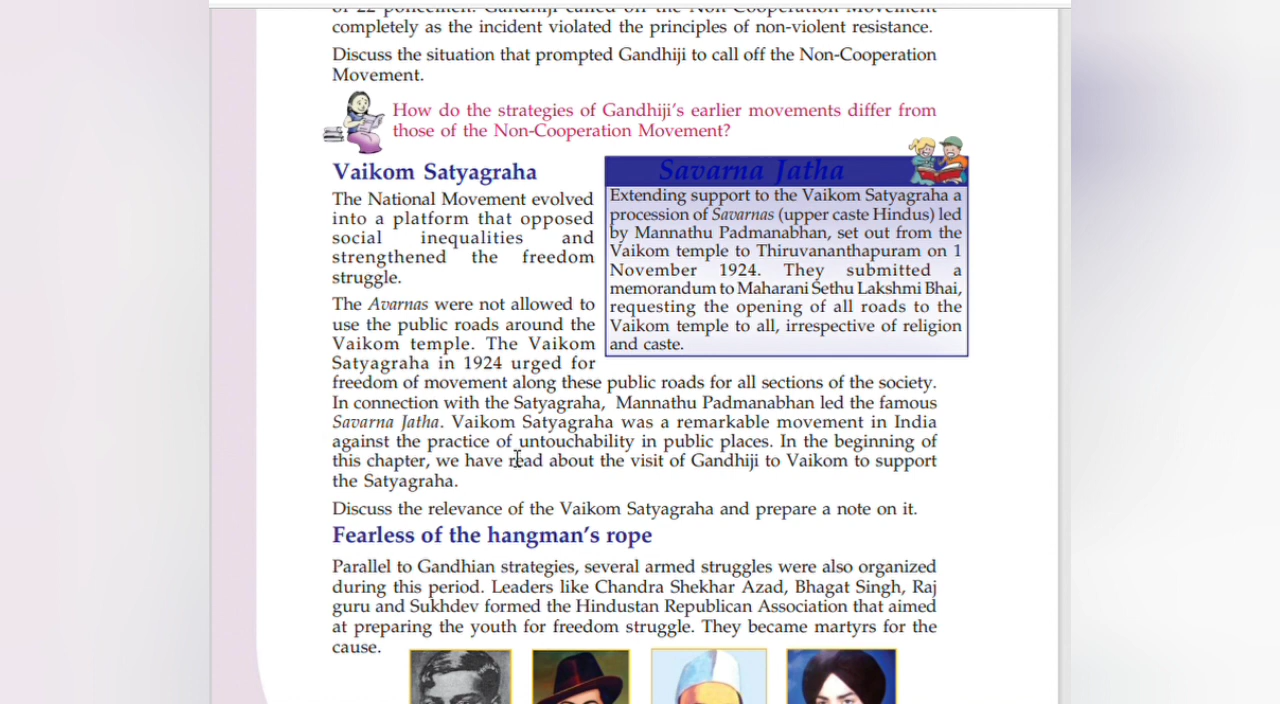 of 22 policemen. Gandhiji called off the Non-Cooperation Movement
completely as the incident violated the principles of non-violent resistance.
Discuss the situation that prompted Gandhiji to call off the Non-Cooperation
Movement.
How do the strategies of Gandhiji's earlier movements differ from
those of the Non-Cooperation Movement?
Vaikom Satyagraha
The National Movement evolved
into a platform that opposed
social inequalities and
strengthened the freedom
struggle.
The Avarnas were not allowed to
use the public roads around the
Vaikom temple. The Vaikom
Satyagraha in 1924 urged for
Savarna Jatha
Extending support to the Vaikom Satyagraha a
procession of Savarnas (upper caste Hindus) led
by Mannathu Padmanabhan, set out from the
Vaikom temple to Thiruvananthapuram on 1
November 1924. They submitted a
memorandum to Maharani Sethu Lakshmi Bhai,
requesting the opening of all roads to the
Vaikom temple to all, irrespective of religion
and caste.
freedom of movement along these public roads for all sections of the society.
In connection with the Satyagraha, Mannathu Padmanabhan led the famous
Savarna Jatha. Vaikom Satyagraha was a remarkable movement in India
against the practice of untouchability in public places. In the beginning of
this chapter, we have read about the visit of Gandhiji to Vaikom to support
the Satyagraha.
Discuss the relevance of the Vaikom Satyagraha and prepare a note on it.
Fearless of the hangman's rope
Parallel to Gandhian strategies, several armed struggles were also organized
during this period. Leaders like Chandra Shekhar Azad, Bhagat Singh, Raj
guru and Sukhdev formed the Hindustan Republican Association that aimed
at preparing the youth for freedom struggle. They became martyrs for the
cause.